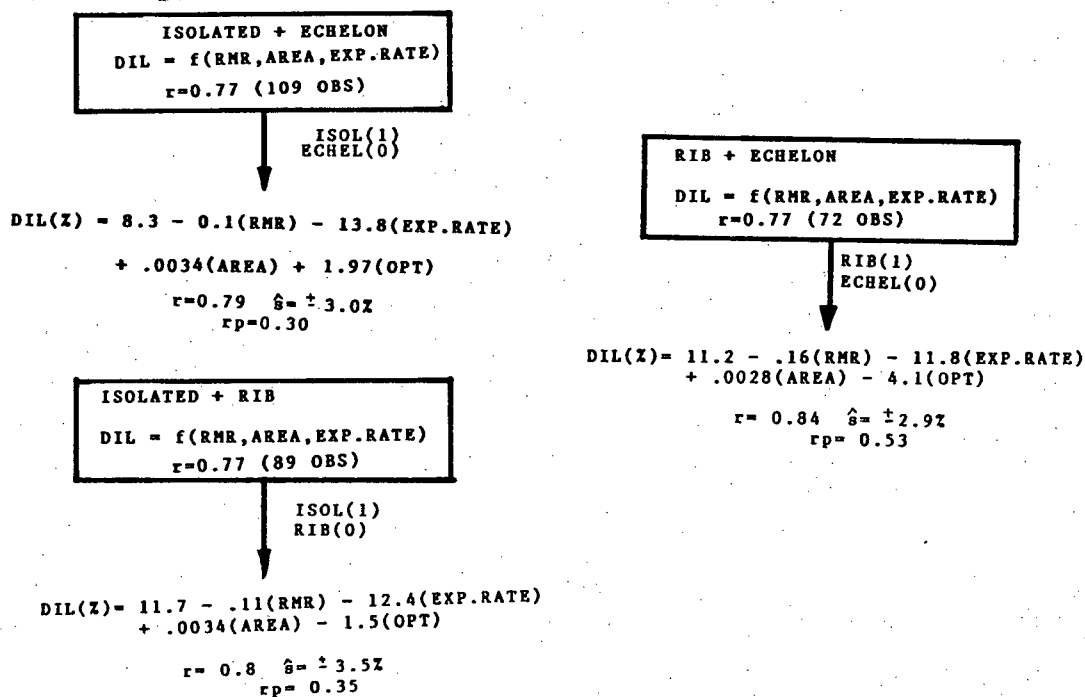 ISOLATED + ECHELON
DIL = f(RMR,AREA,EXP.RATE)
r=0.77 (109 OBS)
ISOL(1)
ECHEL(0)
DIL(%) = 8.3 - 0.1(RMR) - 13.8(EXP.RATE)
+ .0034(AREA) + 1.97(OPT)
r=0.79 ŝ= ± 3.0%
rp=0.30
ISOLATED + RIB
DIL = f(RMR,AREA,EXP.RATE)
r=0.77 (89 OBS)
ISOL(1)
RIB(0)
DIL(%)= 11.7 - .11(RMR) - 12.4(EXP.RATE)
+ .0034(AREA) - 1.5(OPT)
r= 0.8 ŝ= ± 3.5%
rp= 0.35
RIB + ECHELON
DIL = f(RMR,AREA,EXP.RATE)
r=0.77 (72 OBS)
RIB(1)
ECHEL(0)
DIL(%)= 11.2 - .16(RMR) - 11.8(EXP.RATE)
+ .0028(AREA) - 4.1(OPT)
r= 0.84 ŝ= ±2.9%
rp= 0.53